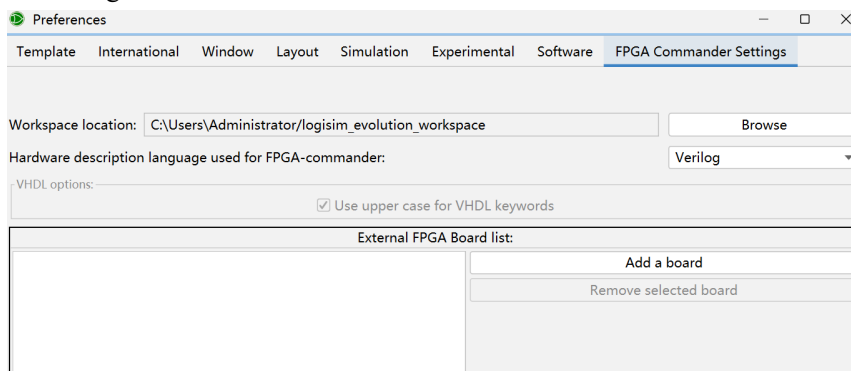 Preferences
Template International Window Layout Simulation Experimental Software FPGA Commander Settings
Workspace location: C:\Users\Administrator/logisim_evolution_workspace Browse
Hardware description language used for FPGA-commander: Verilog
VHDL options:
Use upper case for VHDL keywords
External FPGA Board list:
Add a board
Remove selected board